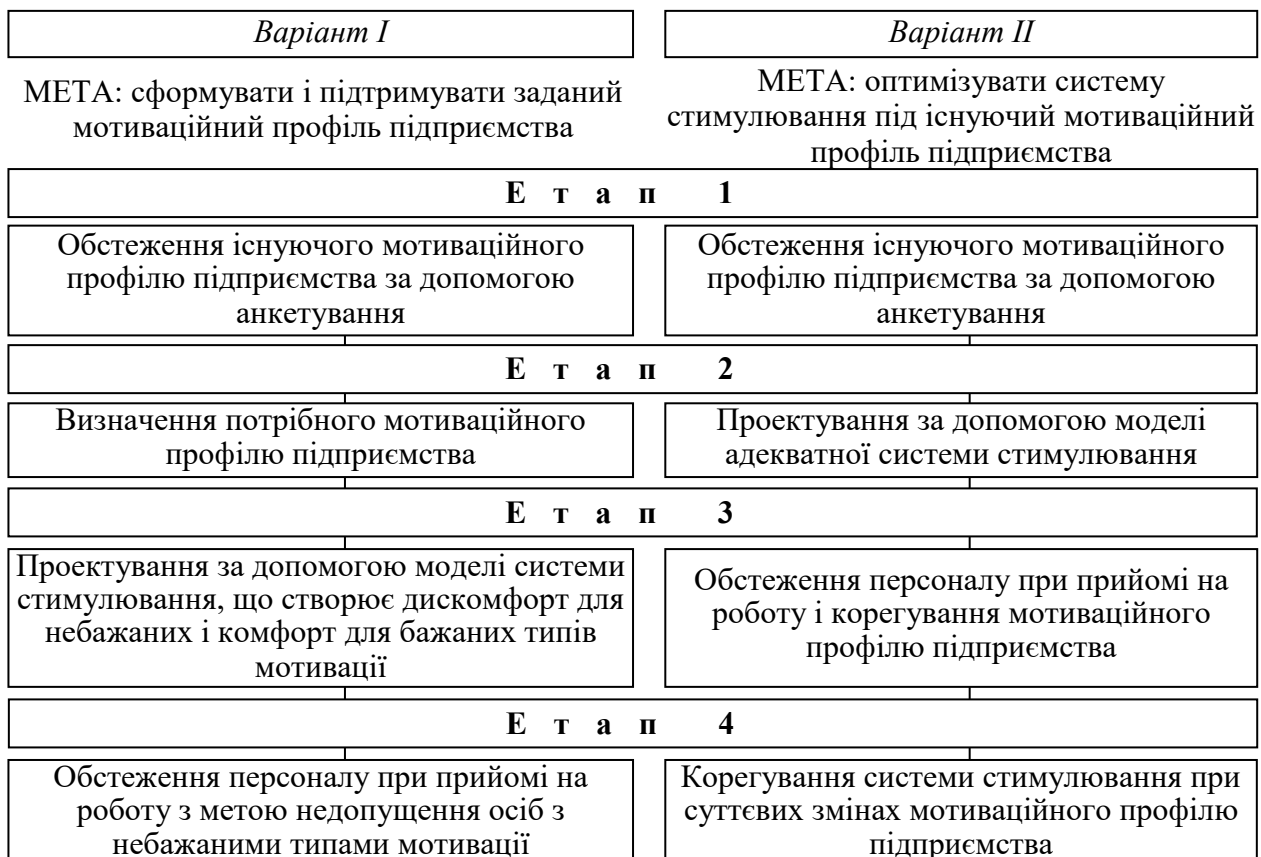 Варіант I
МЕТА: сформувати і підтримувати заданий
мотиваційний профіль підприємства
Варіант II
МЕТА: оптимізувати систему
стимулювання під існуючий мотиваційний
профіль підприємства
Етап 1
Обстеження існуючого мотиваційного
профілю підприємства за допомогою
анкетування
Обстеження існуючого мотиваційного
профілю підприємства за допомогою
анкетування
Етап 2
Визначення потрібного мотиваційного
профілю підприємства
Проектування за допомогою моделі
адекватної системи стимулювання
Етап 3
Проектування за допомогою моделі системи
стимулювання, що створює дискомфорт для
небажаних і комфорт для бажаних типів
мотивації
Обстеження персоналу при прийомі на
роботу і корегування мотиваційного
профілю підприємства
Етап 4
Обстеження персоналу при прийомі на
роботу з метою недопущення осіб з
небажаними типами мотивації
Корегування системи стимулювання при
суттєвих змінах мотиваційного профілю
підприємства